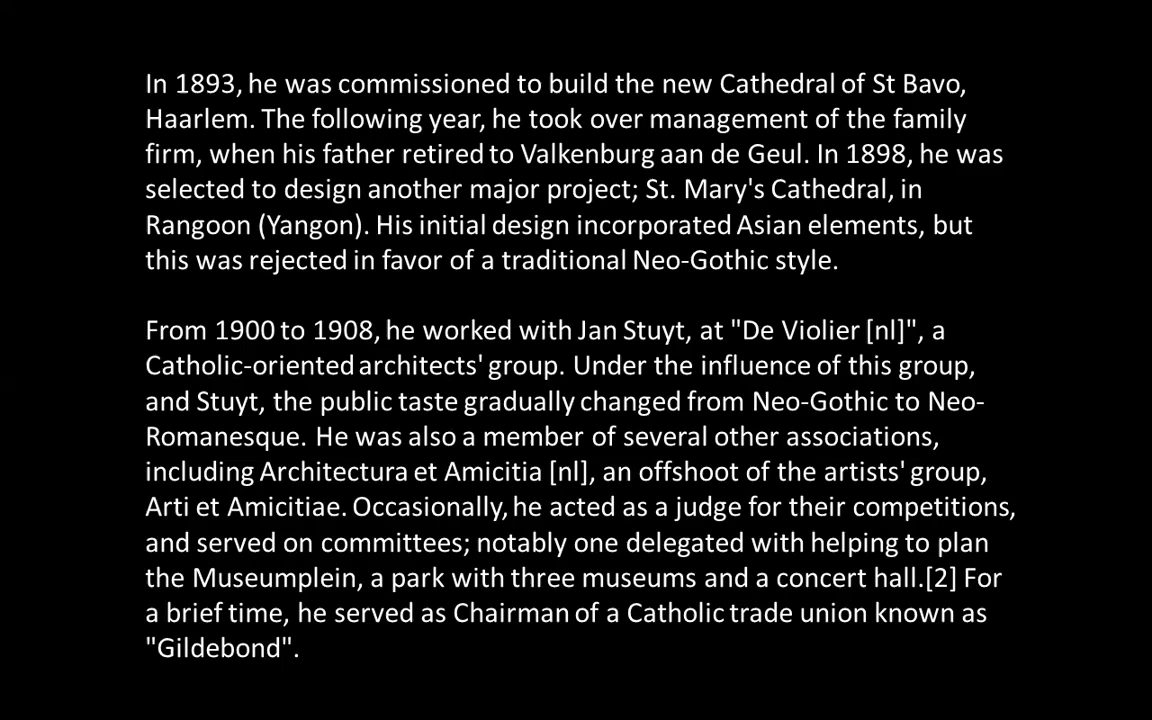 In 1893, he was commissioned to build the new Cathedral of St Bavo,
Haarlem. The following year, he took over management of the family
firm, when his father retired to Valkenburg aan de Geul. In 1898, he was
selected to design another major project; St. Mary's Cathedral, in
Rangoon (Yangon). His initial design incorporated Asian elements, but
this was rejected in favor of a traditional Neo-Gothic style.
From 1900 to 1908, he worked with Jan Stuyt, at "De Violier [nl]", a
Catholic-oriented architects' group. Under the influence of this group,
and Stuyt, the public taste gradually changed from Neo-Gothic to Neo-
Romanesque. He was also a member of several other associations,
including Architectura et Amicitia [nl], an offshoot of the artists' group,
Arti et Amicitiae. Occasionally, he acted as a judge for their competitions,
and served on committees; notably one delegated with helping to plan
the Museumplein, a park with three museums and a concert hall.[2] For
a brief time, he served as Chairman of a Catholic trade union known as
"Gildebond".